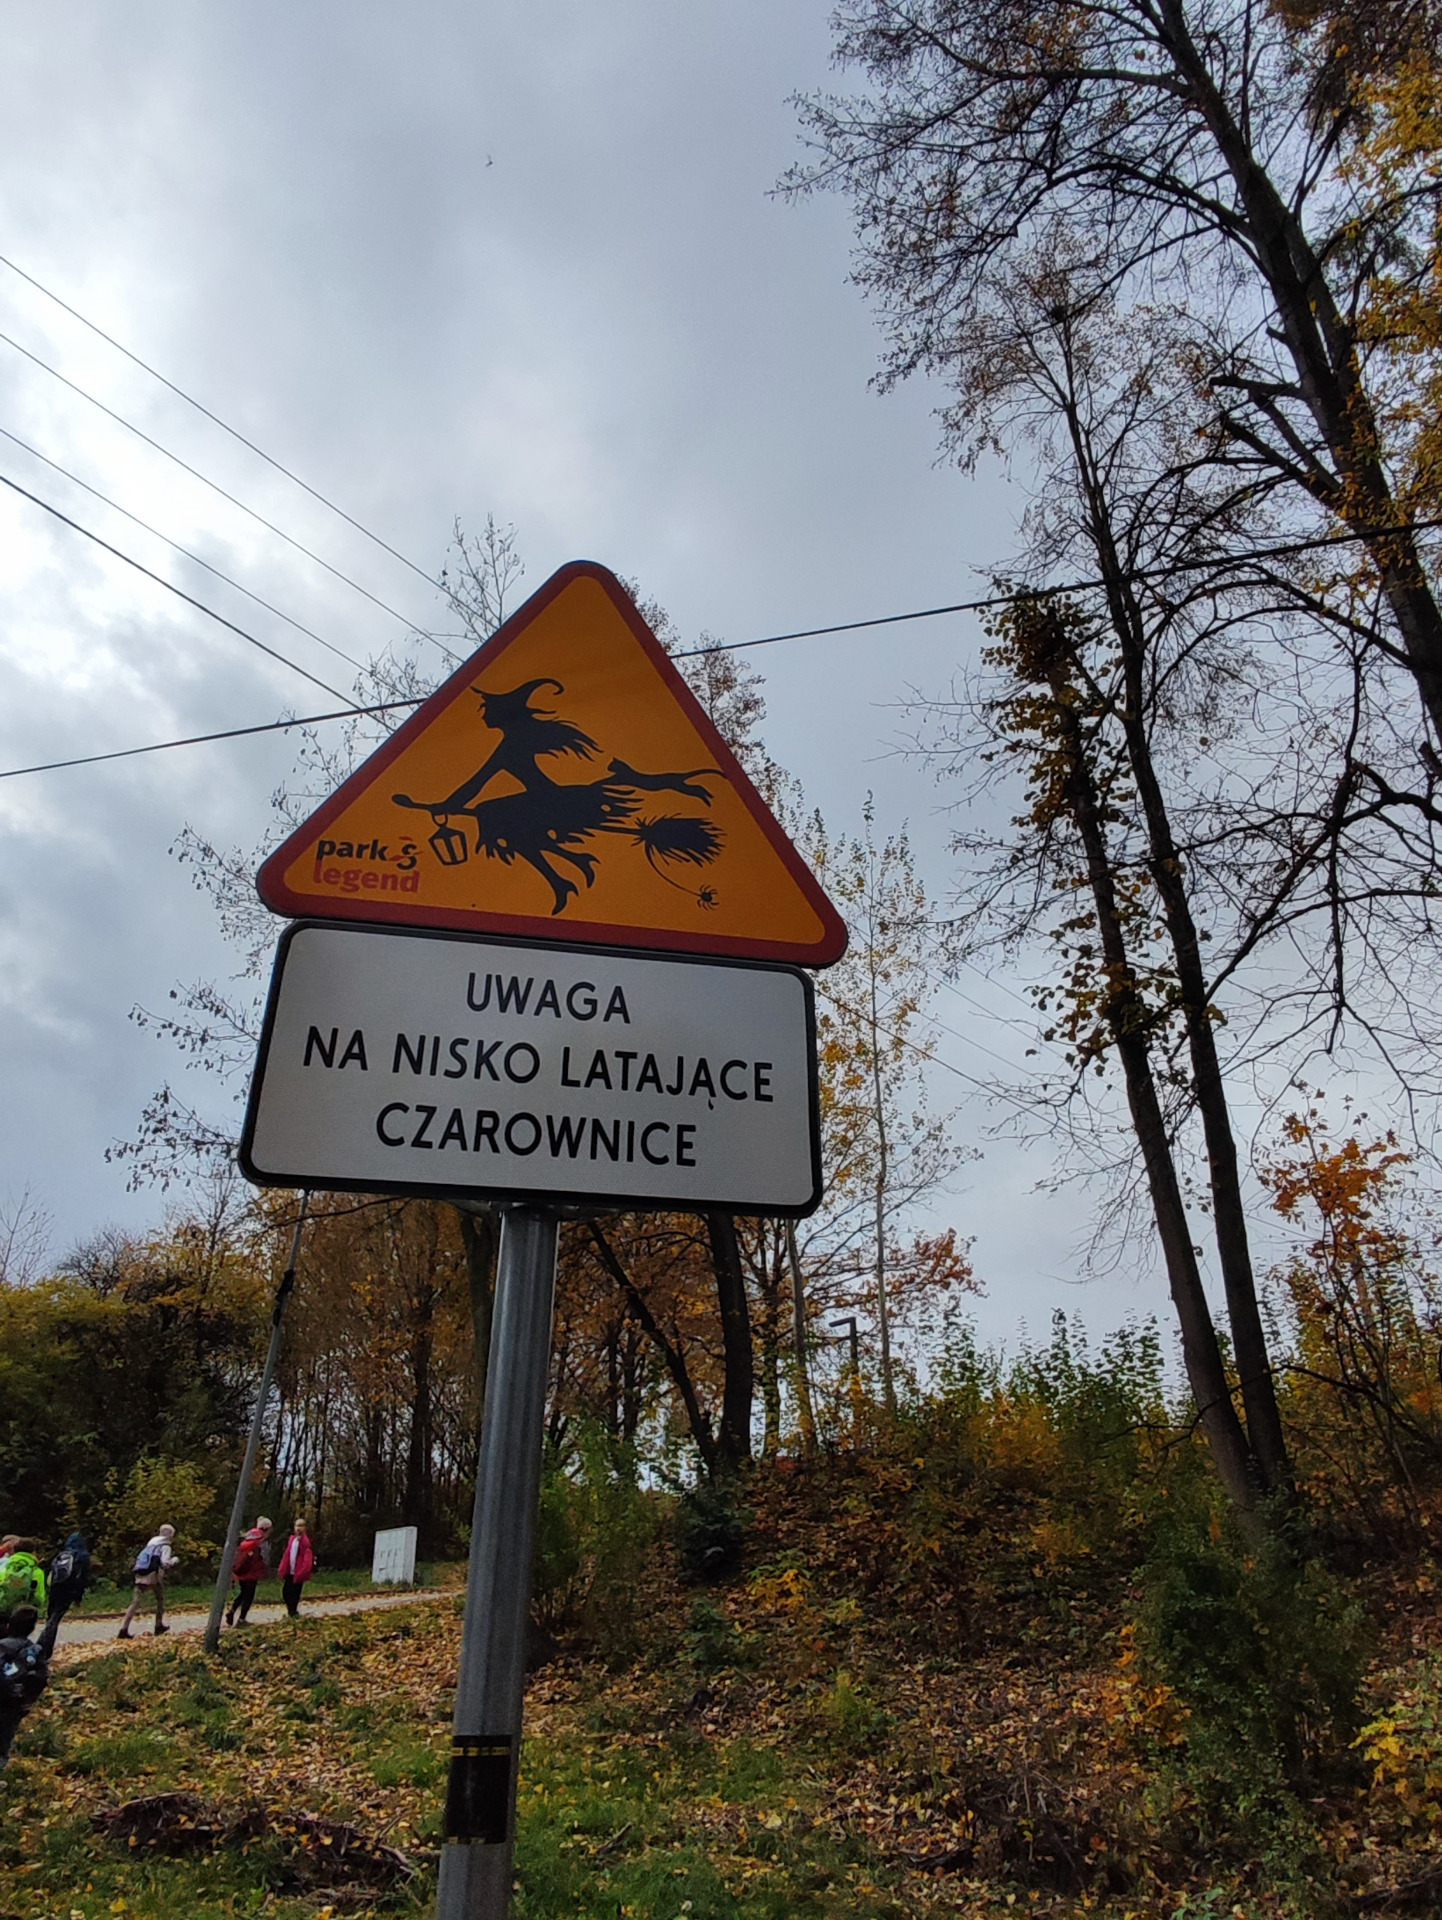 park
legend
UWAGA
NA NISKO LATAJĄCE
CZAROWNICE